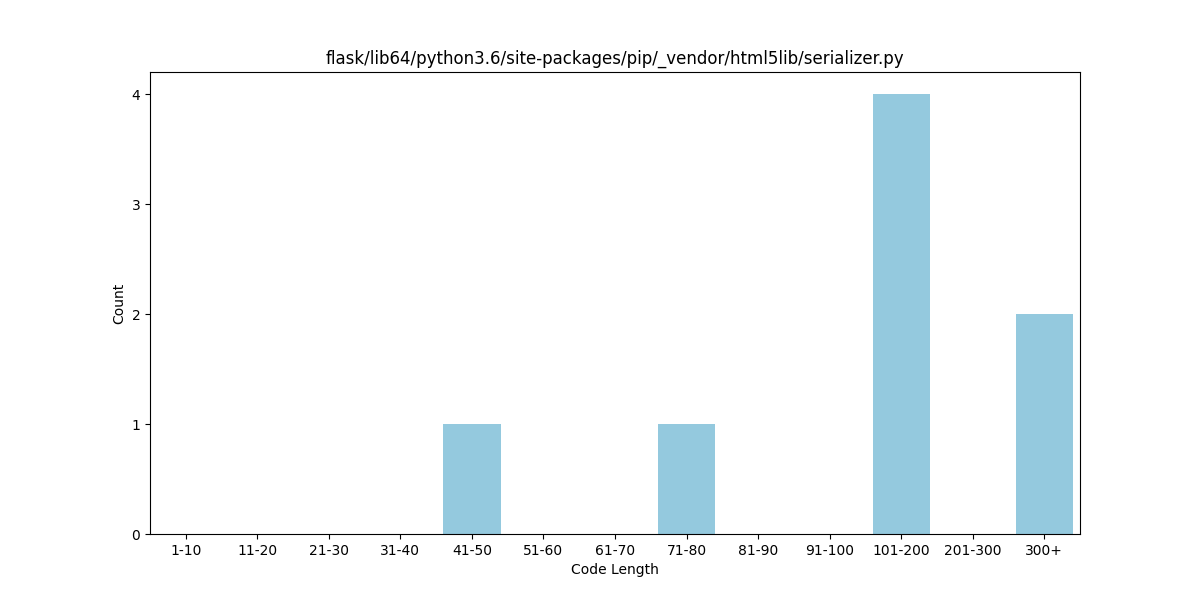 flask/lib64/python3.6/site-packages/pip/_vendor/html5lib/serializer.py
4
3
2
1
0
Count
1-10 11-20 21-30 31-40 41-50 51-60 61-70 71-80 81-90 91-100 101-200 201-300 300+
Code Length